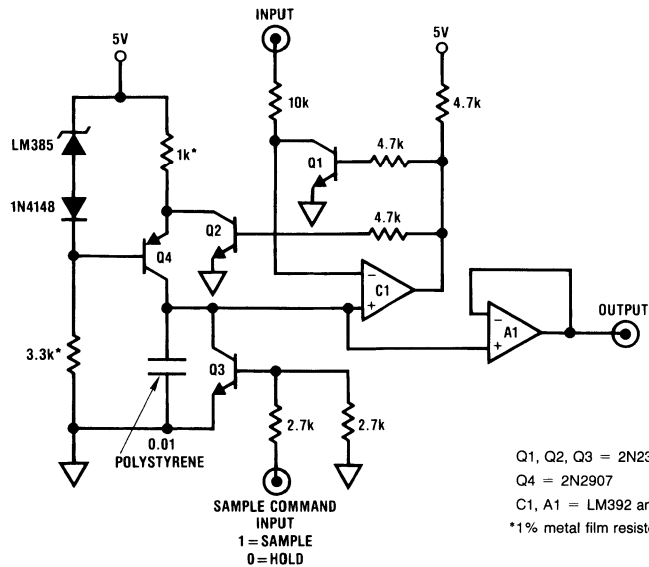 INPUT
5V
5V
10k
4.7k
LM385
1k*
Q1
4.7k
1N4148
Q2
4.7k
Q4
−
C1
+
−
A1
+
OUTPUT
3.3k*
Q3
0.01
POLYSTYRENE
2.7k
2.7k
SAMPLE COMMAND
INPUT
1=SAMPLE
0=HOLD
Q1, Q2, Q3 = 2N23
Q4 = 2N2907
C1, A1 = LM392 an
*1% metal film resiste